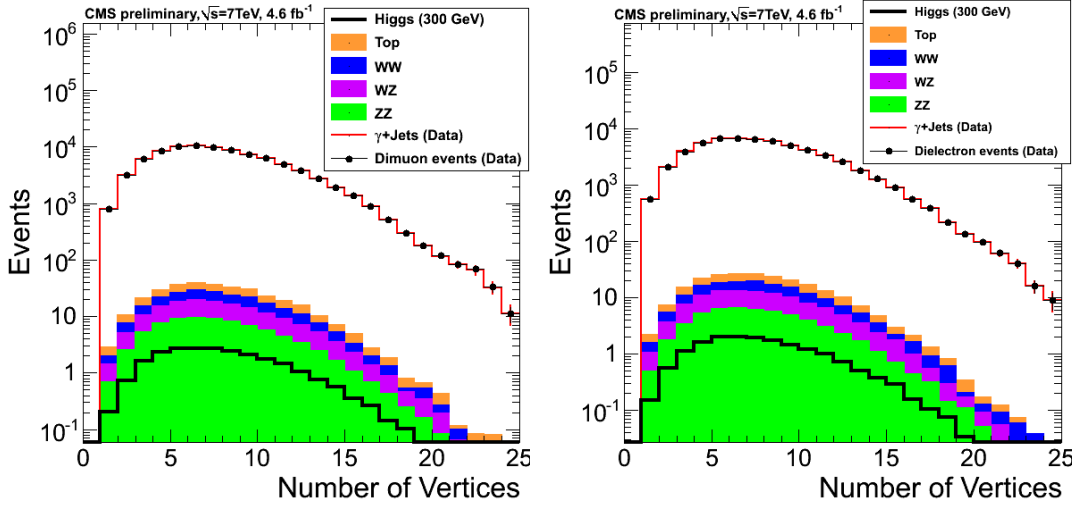 CMS preliminary,√s=7TeV, 4.6 fb⁻¹
Higgs (300 GeV)
Top
WW
WZ
ZZ
γ+Jets (Data)
Dimuon events (Data)
Events
10⁶
10⁵
10⁴
10³
10²
10
1
10⁻¹
0 5 10 15 20 25
Number of Vertices
CMS preliminary,√s=7TeV, 4.6 fb⁻¹
Higgs (300 GeV)
Top
WW
WZ
ZZ
γ+Jets (Data)
Dielectron events (Data)
Events
10⁵
10⁴
10³
10²
10
1
10⁻¹
0 5 10 15 20 25
Number of Vertices